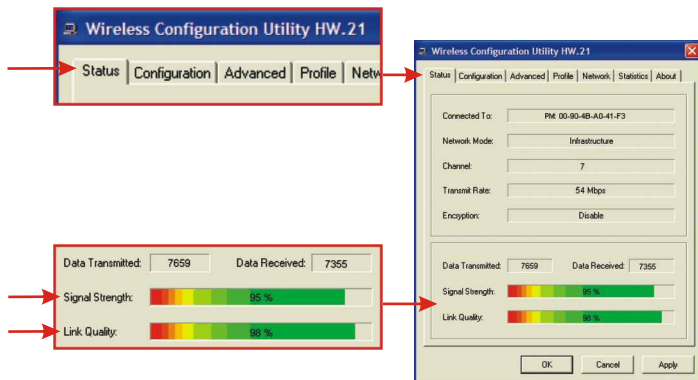 Wireless Configuration Utility HW.21
Status Configuration Advanced Profile Netw
Data Transmitted: 7659 Data Received: 7355
Signal Strength: 95 %
Link Quality: 98 %
Wireless Configuration Utility HW.21
Status Configuration Advanced Profile Network Statistics About
Connected To: PM: 00-90-4B-A0-41-F3
Network Mode: Infrastructure
Channel: 7
Transmit Rate: 54 Mbps
Encryption: Disable
Data Transmitted: 7659 Data Received: 7355
Signal Strength: 95 %
Link Quality: 98 %
OK Cancel Apply